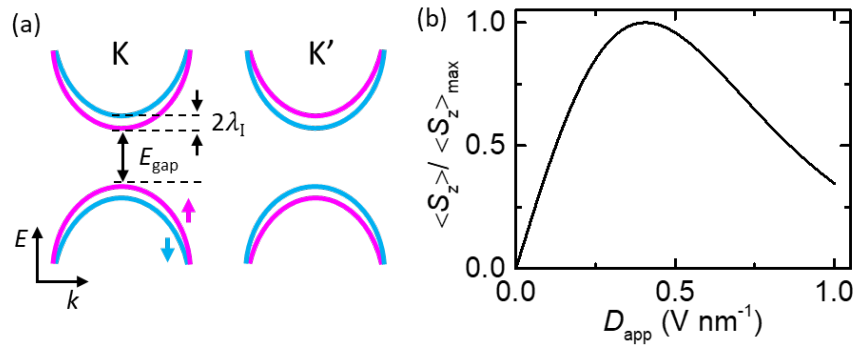 (a)
K
K’
2λI
Egap
E
k
(b)
<Sz>/ <Sz>max
1.0
0.5
0.0
0.0
0.5
1.0
Dapp (V nm-1)